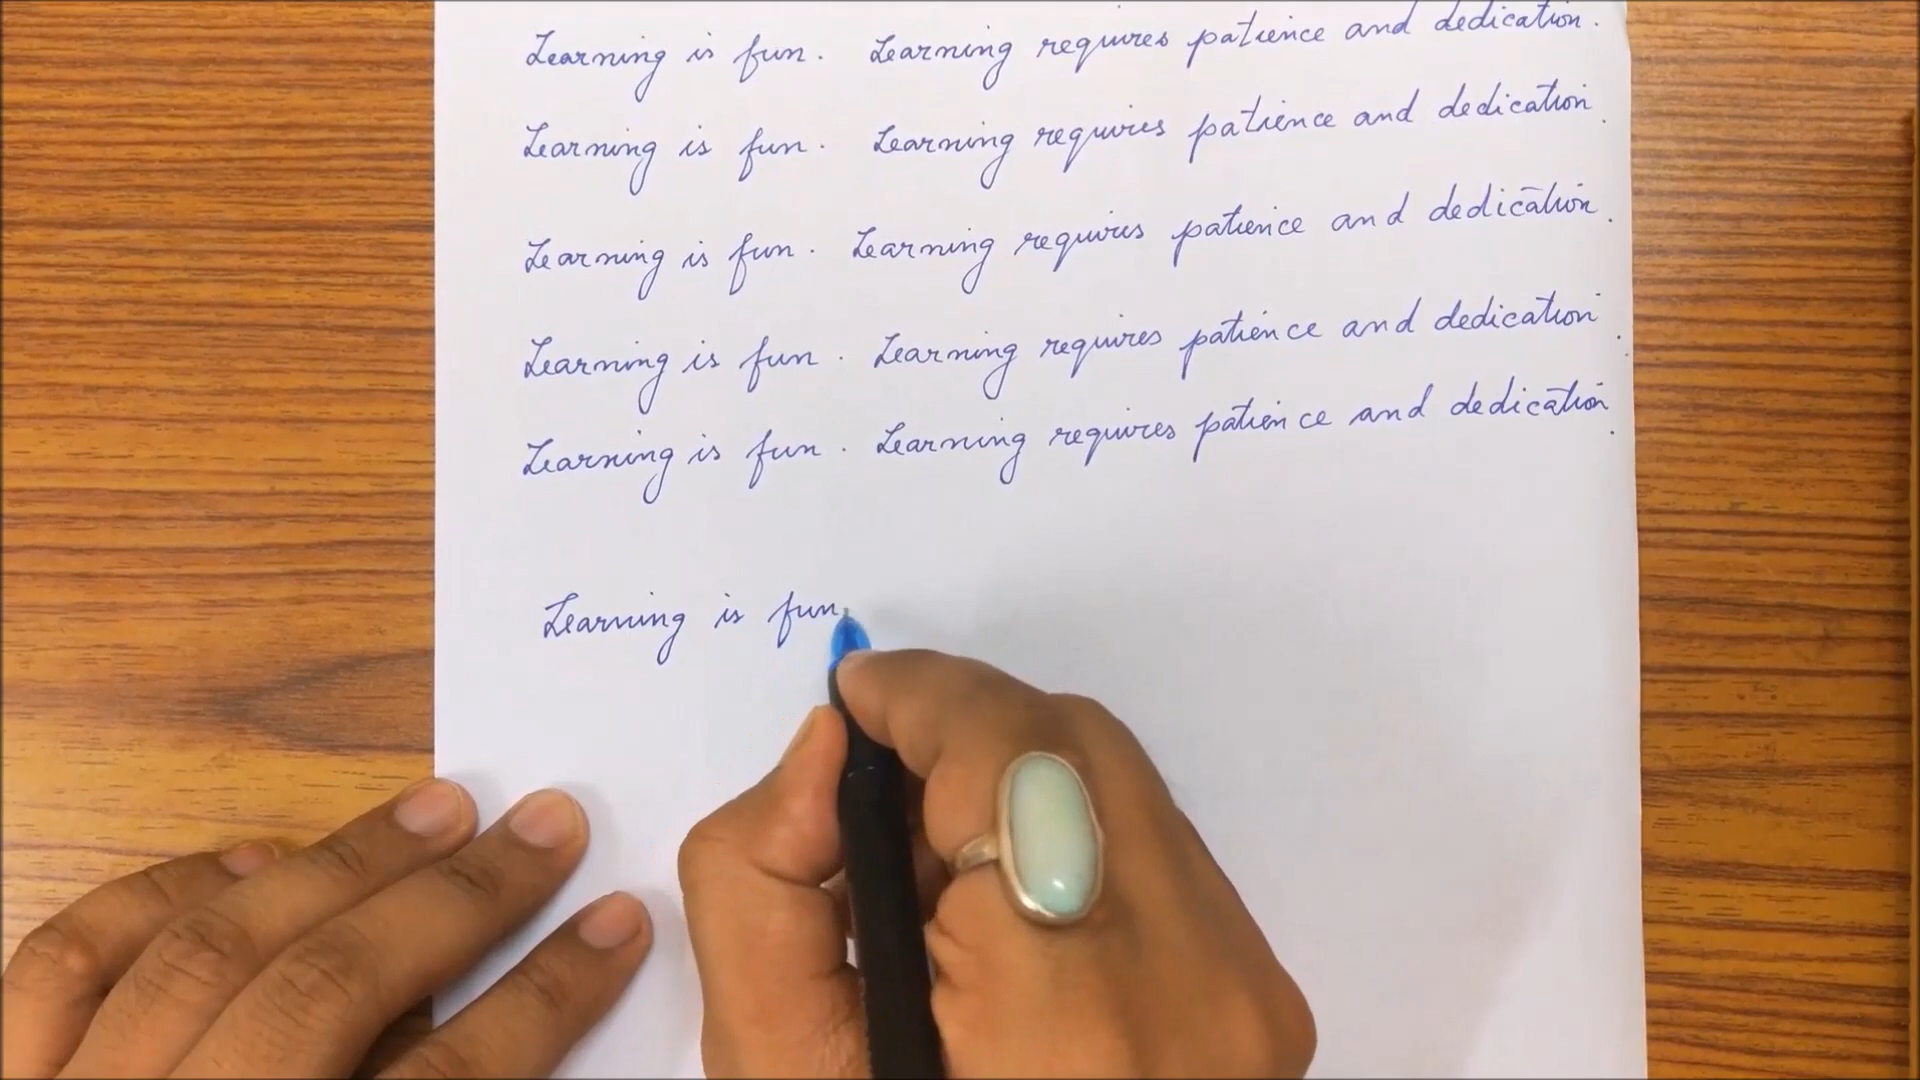 Learning is fun. Learning requires patience and dedication.
Learning is fun. Learning requires patience and dedication.
Learning is fun. Learning requires patience and dedication.
Learning is fun. Learning requires patience and dedication.
Learning is fun. Learning requires patience and dedication.
Learning is fun